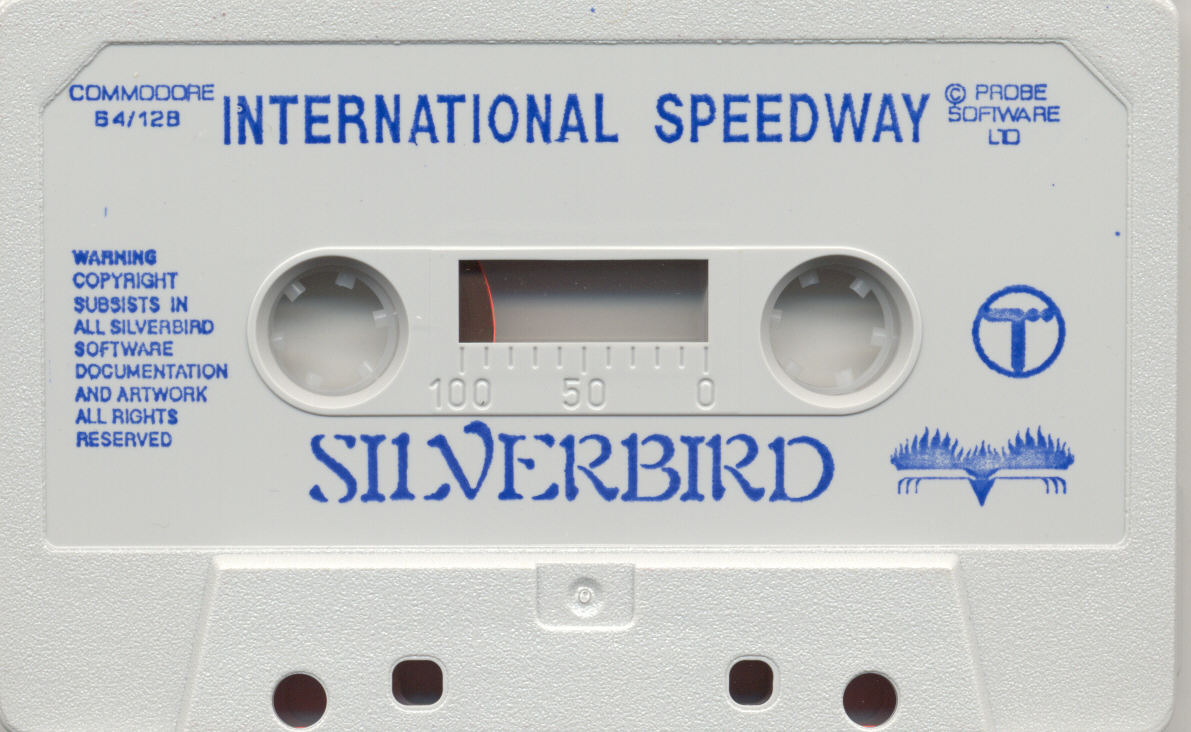 COMMODORE
64/128
INTERNATIONAL SPEEDWAY
© PROBE
SOFTWARE
LTD
WARNING
COPYRIGHT
SUBSISTS IN
ALL SILVERBIRD
SOFTWARE
DOCUMENTATION
AND ARTWORK
ALL RIGHTS
RESERVED
100 50 0
T
SILVERBIRD